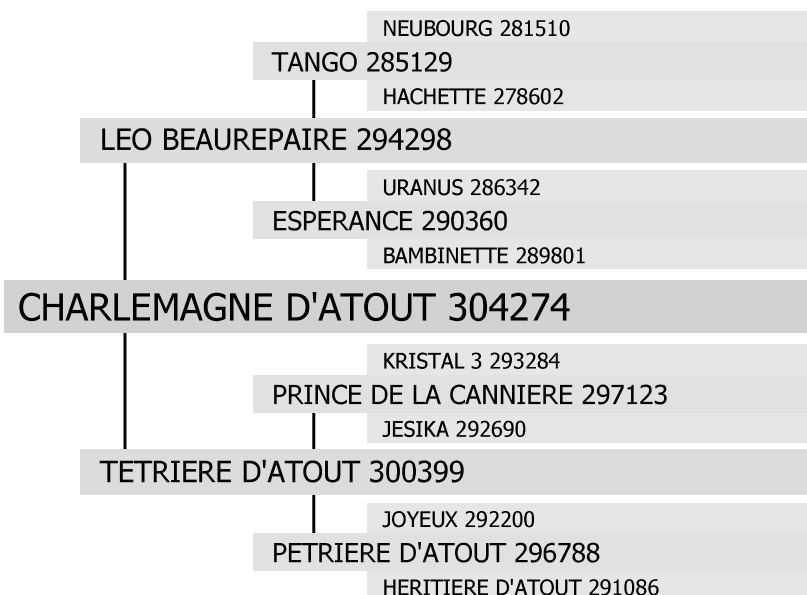 NEUBOURG 281510
TANGO 285129
HACHETTE 278602
LEO BEAUREPAIRE 294298
URANUS 286342
ESPERANCE 290360
BAMBINETTE 289801
CHARLEMAGNE D'ATOUT 304274
KRISTAL 3 293284
PRINCE DE LA CANNIERE 297123
JESIKA 292690
TETRIERE D'ATOUT 300399
JOYEUX 292200
PETRIERE D'ATOUT 296788
HERITIERE D'ATOUT 291086